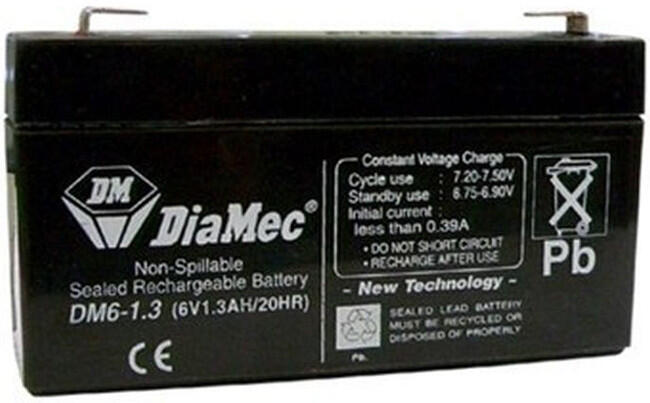 DM
DiaMec®
Non-Spillable
Sealed Rechargeable Battery
DM6-1.3 (6V1.3AH/20HR)
CE
Constant Voltage Charge
Cycle use : 7.20-7.50V
Standby use : 6.75-6.90V
Initial current :
less than 0.39A
• DO NOT SHORT CIRCUIT
• RECHARGE AFTER USE
- New Technology -
SEALED LEAD BATTERY
MUST BE RECYCLED OR
DISPOSED OF PROPERLY
Pb.
Pb